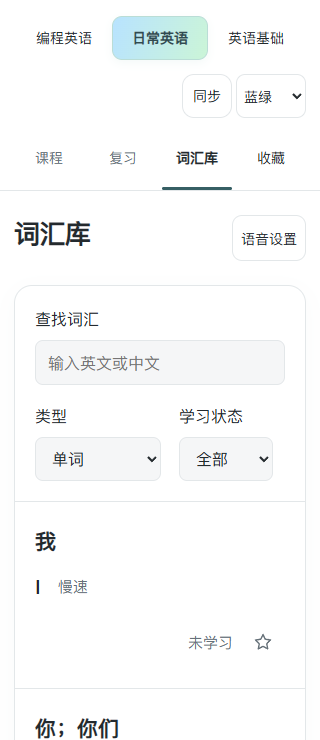 编程英语 日常英语 英语基础
同步 蓝绿
课程 复习 词汇库 收藏
词汇库 语音设置
查找词汇
输入英文或中文
类型 学习状态
单词 全部
我
I 慢速
未学习
你；你们